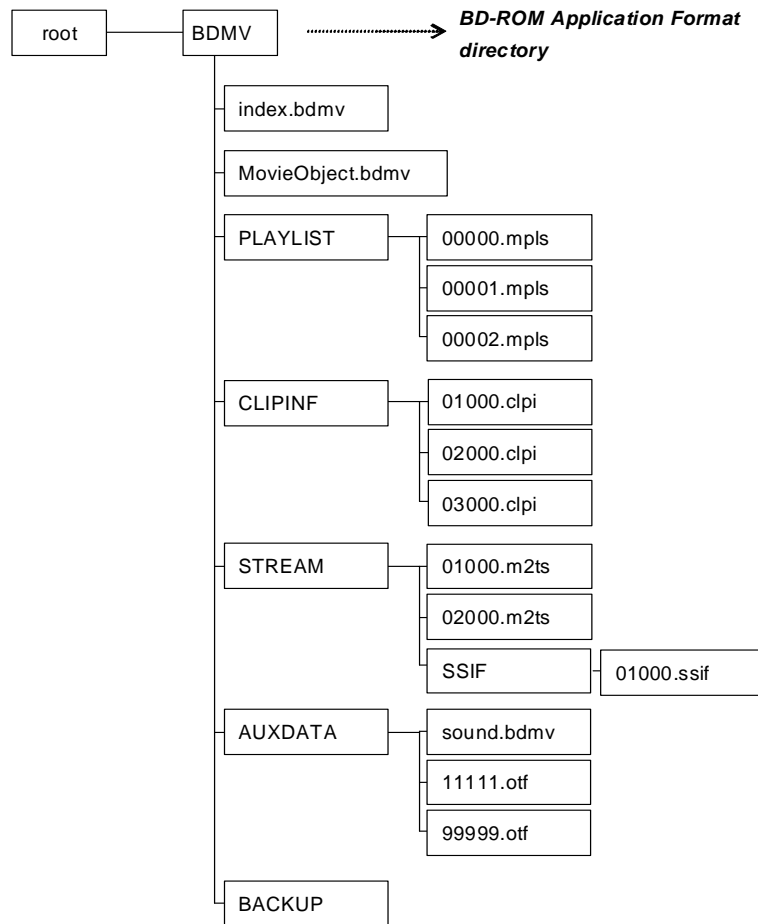 root
BDMV
BD-ROM Application Format
directory
index.bdmv
MovieObject.bdmv
PLAYLIST
00000.mpls
00001.mpls
00002.mpls
CLIPINF
01000.clpi
02000.clpi
03000.clpi
STREAM
01000.m2ts
02000.m2ts
SSIF
01000.ssif
AUXDATA
sound.bdmv
11111.otf
99999.otf
BACKUP